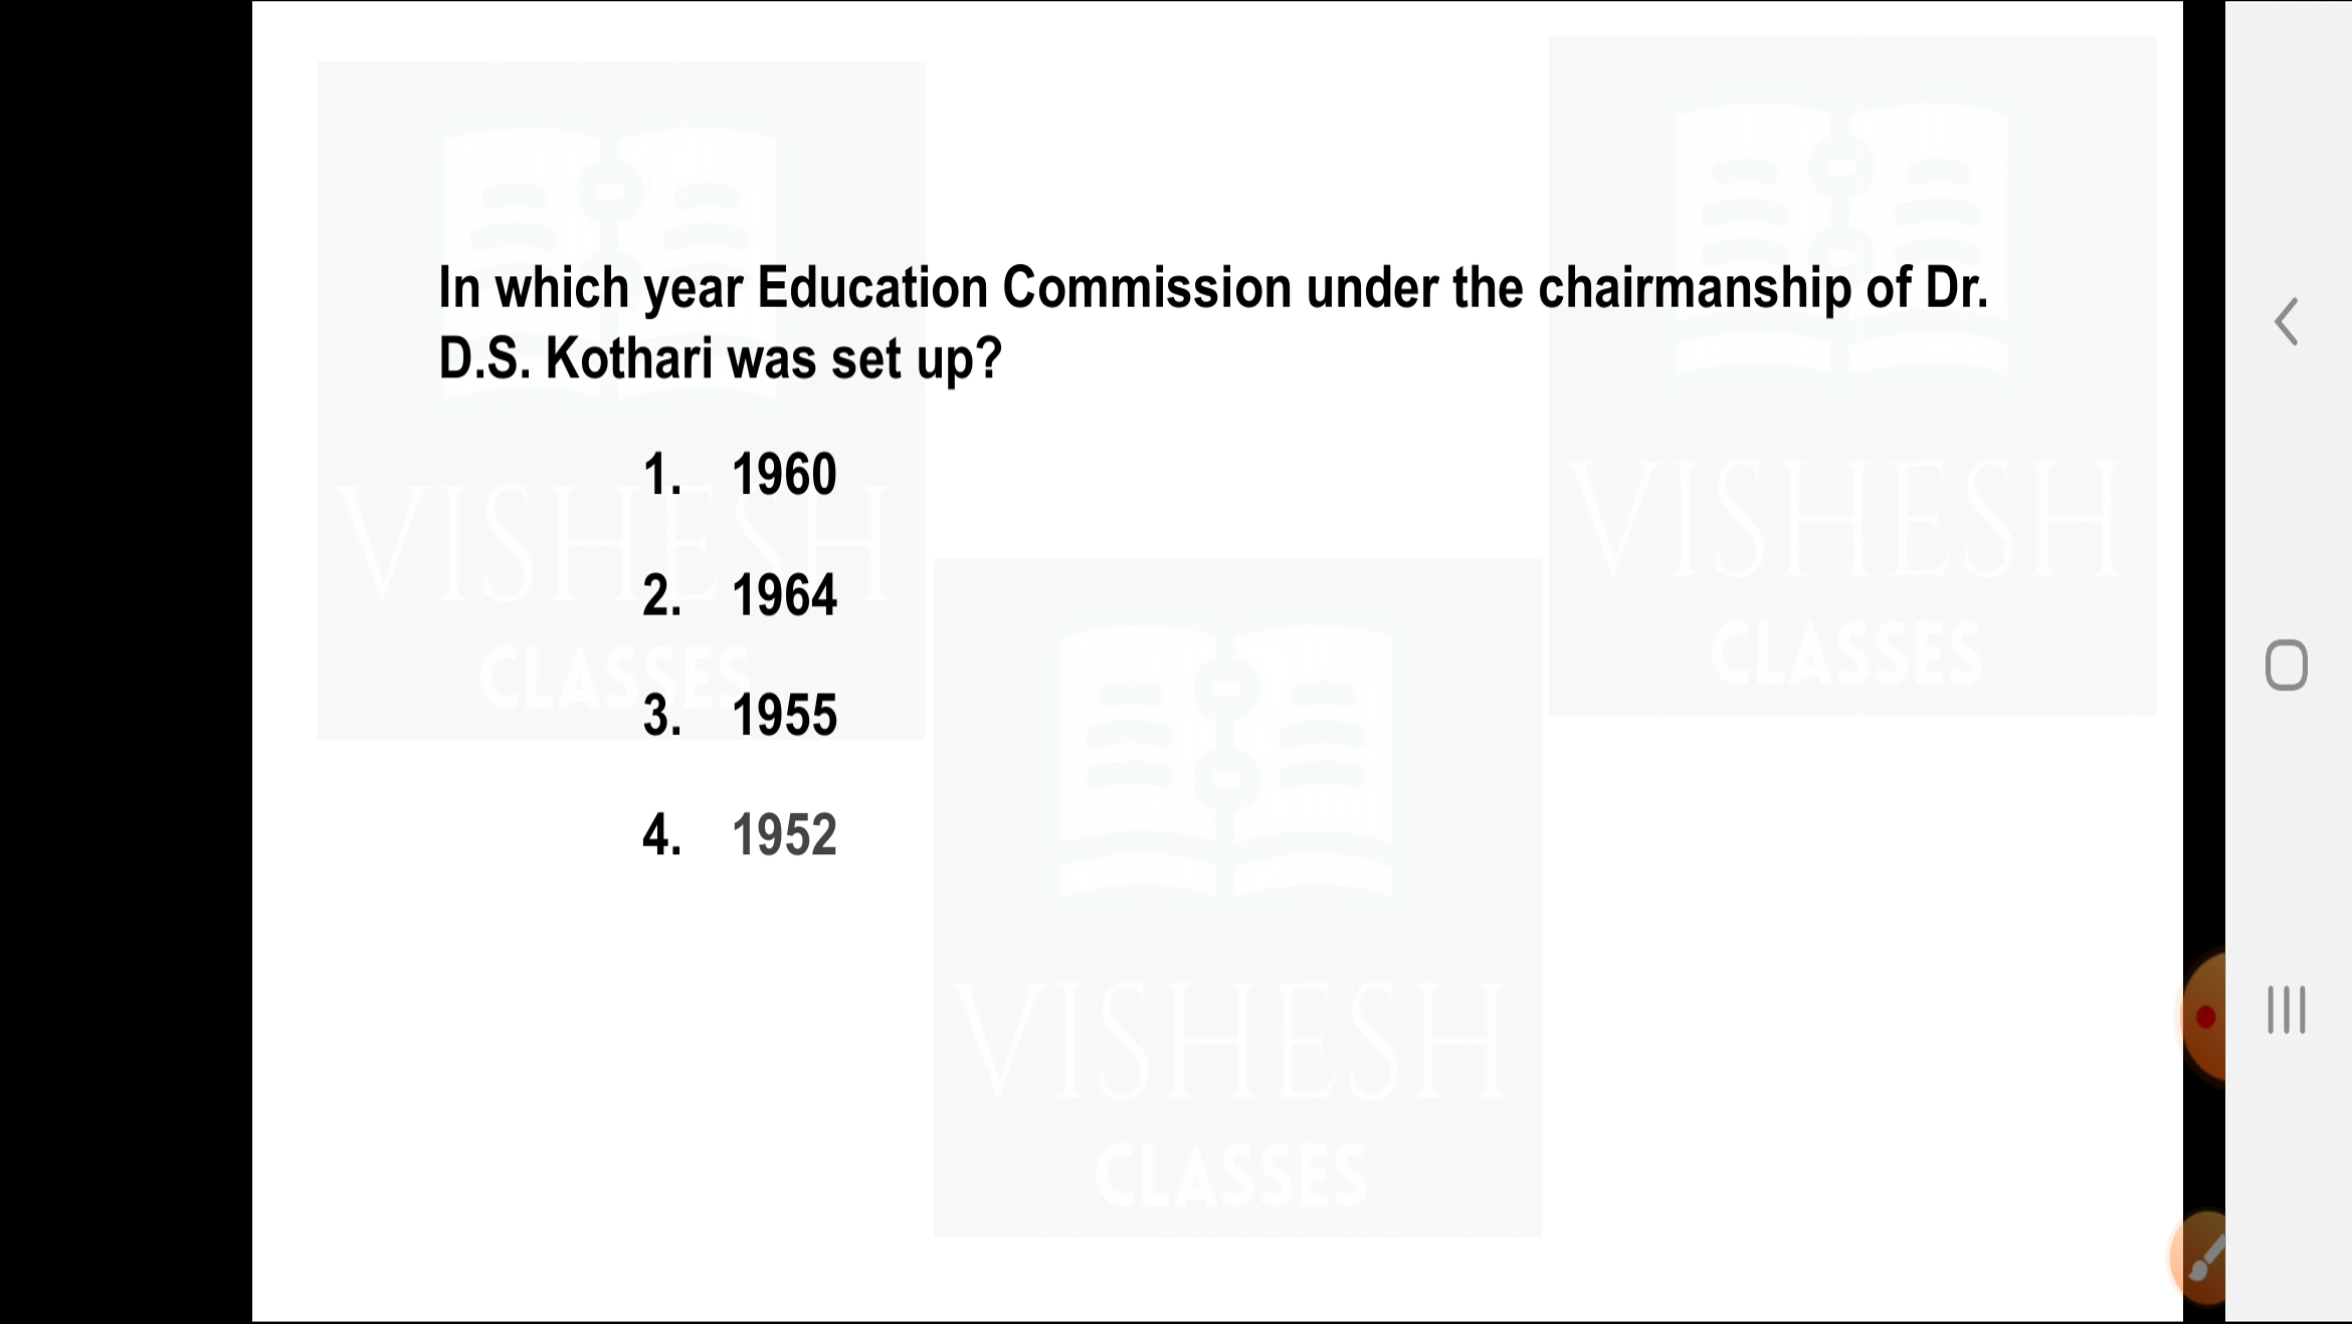 In which year Education Commission under the chairmanship of Dr.
D.S. Kothari was set up?
1. 1960
2. 1964
3. 1955
4. 1952
VISHESH
CLASSES
VISHESH
CLASSES
VISHESH
CLASSES